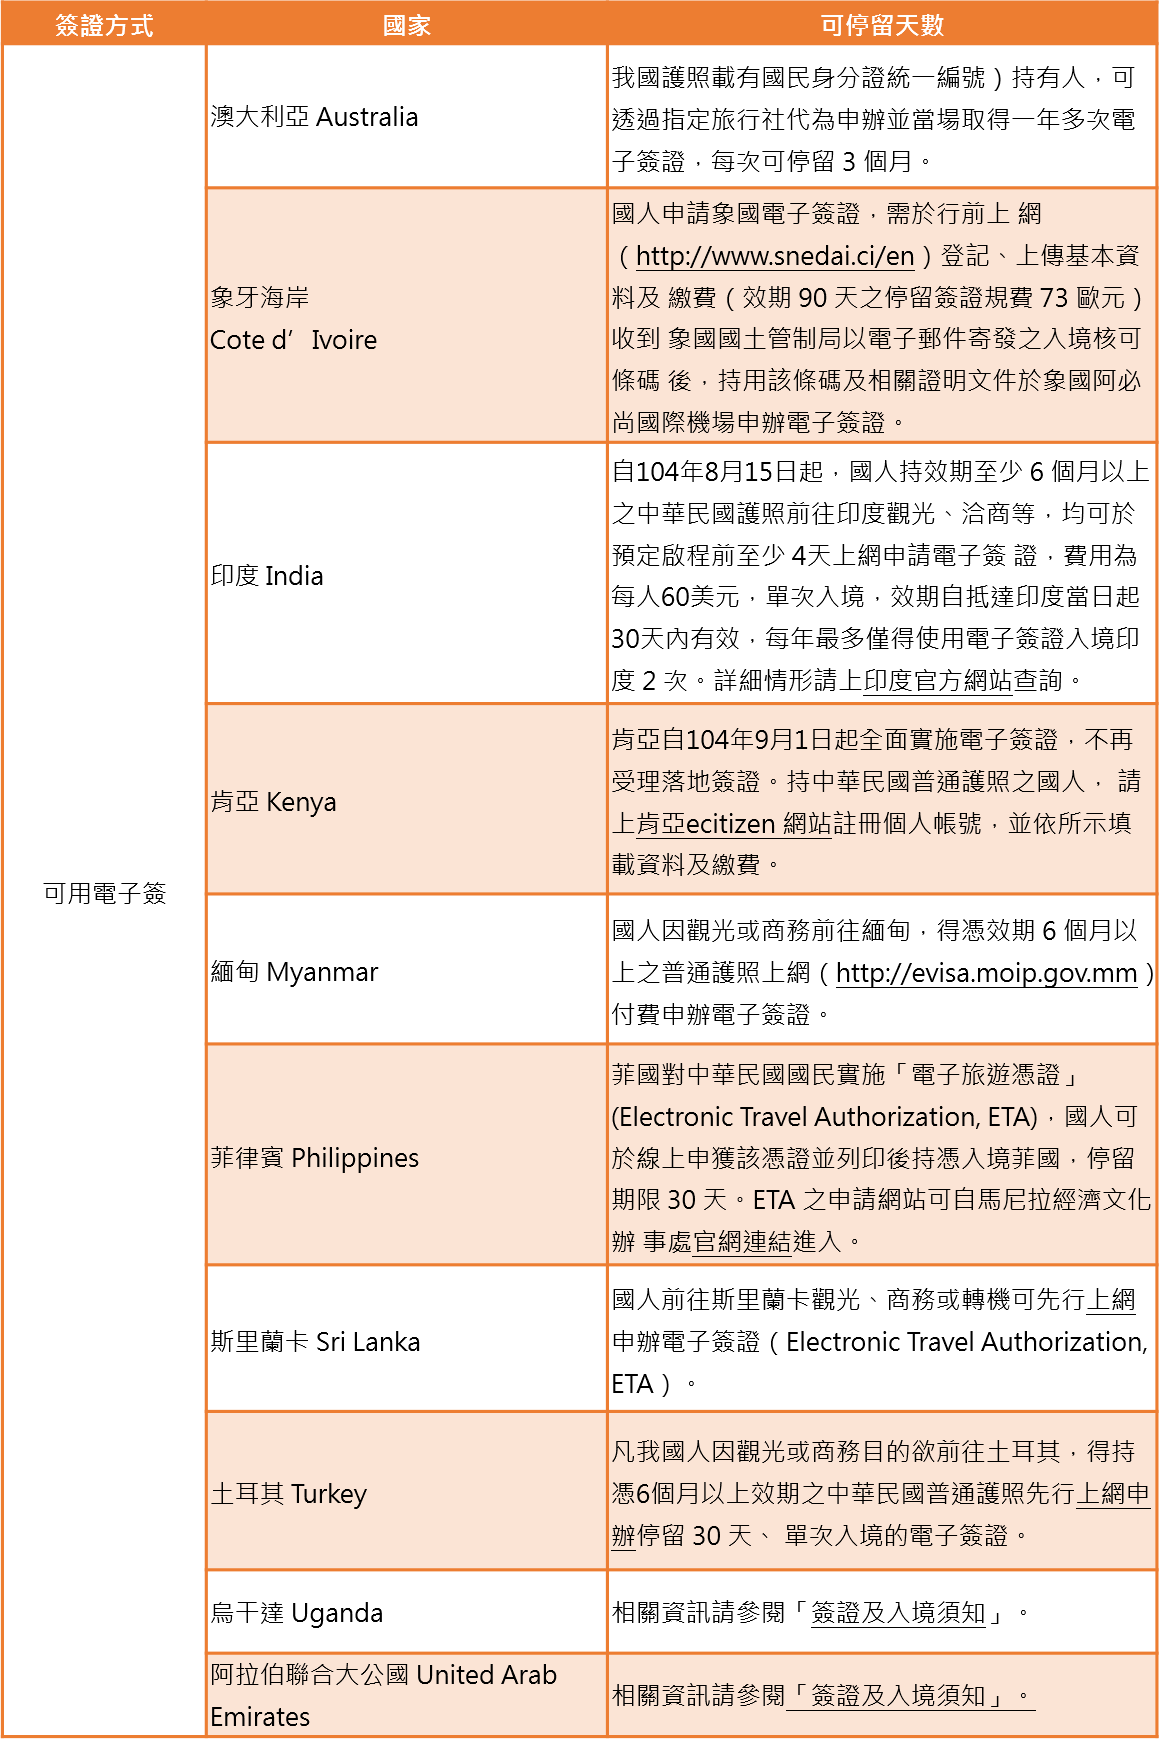 簽證方式 國家 可停留天數
可用電子簽
澳大利亞 Australia
我國護照載有國民身分證統一編號）持有人，可
透過指定旅行社代為申辦並當場取得一年多次電
子簽證，每次可停留 3 個月。
象牙海岸
Cote d’Ivoire
國人申請象國電子簽證，需於行前上 網
（http://www.snedai.ci/en）登記、上傳基本資
料及 繳費（效期 90 天之停留簽證規費 73 歐元）
收到 象國國土管制局以電子郵件寄發之入境核可
條碼 後，持用該條碼及相關證明文件於象國阿必
尚國際機場申辦電子簽證。
印度 India
自104年8月15日起，國人持效期至少 6 個月以上
之中華民國護照前往印度觀光、洽商等，均可於
預定啟程前至少 4天上網申請電子簽 證，費用為
每人60美元，單次入境，效期自抵達印度當日起
30天內有效，每年最多僅得使用電子簽證入境印
度 2 次。詳細情形請上印度官方網站查詢。
肯亞 Kenya
肯亞自104年9月1日起全面實施電子簽證，不再
受理落地簽證。持中華民國普通護照之國人， 請
上肯亞ecitizen 網站註冊個人帳號，並依所示填
載資料及繳費。
緬甸 Myanmar
國人因觀光或商務前往緬甸，得憑效期 6 個月以
上之普通護照上網（http://evisa.moip.gov.mm）
付費申辦電子簽證。
菲律賓 Philippines
菲國對中華民國國民實施「電子旅遊憑證」
(Electronic Travel Authorization, ETA)，國人可
於線上申獲該憑證並列印後持憑入境菲國，停留
期限 30 天。ETA 之申請網站可自馬尼拉經濟文化
辦 事處官網連結進入。
斯里蘭卡 Sri Lanka
國人前往斯里蘭卡觀光、商務或轉機可先行上網
申辦電子簽證（Electronic Travel Authorization,
ETA）。
土耳其 Turkey
凡我國人因觀光或商務目的欲前往土耳其，得持
憑6個月以上效期之中華民國普通護照先行上網申
辦停留 30 天、 單次入境的電子簽證。
烏干達 Uganda
相關資訊請參閱「簽證及入境須知」。
阿拉伯聯合大公國 United Arab
Emirates
相關資訊請參閱「簽證及入境須知」。